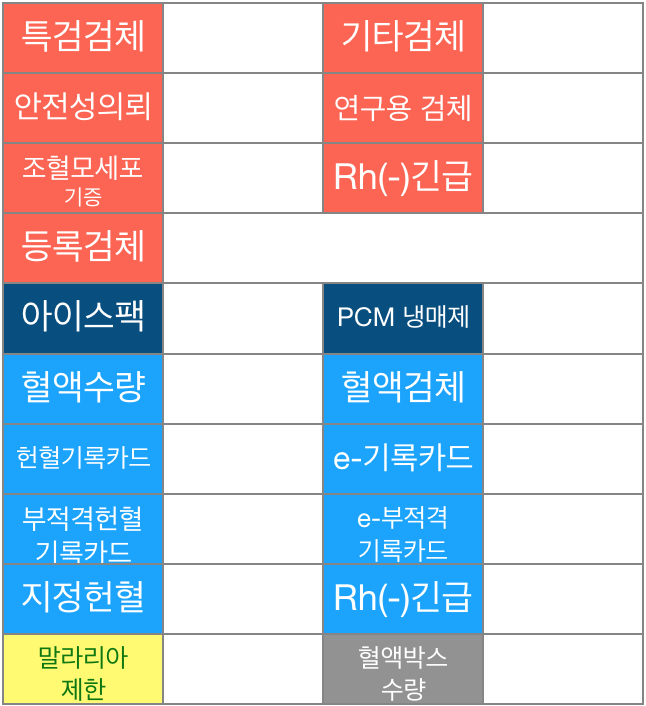 특검검체 기타검체
안전성의뢰 연구용 검체
조혈모세포
기증
Rh(-)긴급
등록검체
아이스팩 PCM 냉매제
혈액수량 혈액검체
헌혈기록카드 e-기록카드
부적격헌혈
기록카드
e-부적격
기록카드
지정헌혈 Rh(-)긴급
말라리아
제한
혈액박스
수량